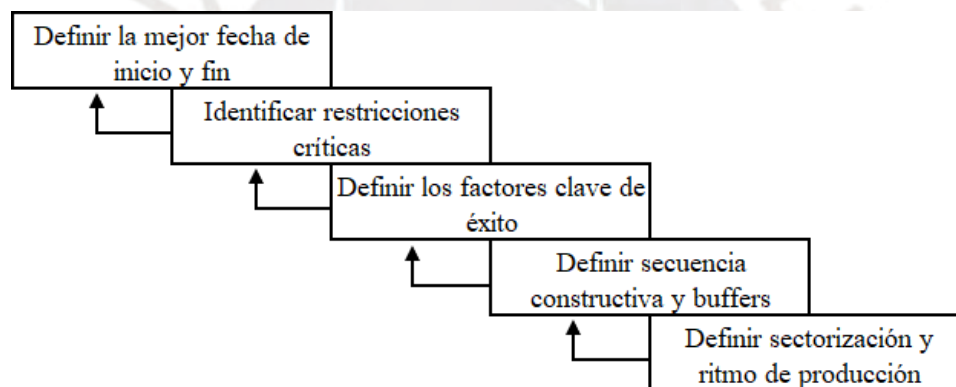 Definir la mejor fecha de
inicio y fin
Identificar restricciones
críticas
Definir los factores clave de
éxito
Definir secuencia
constructiva y buffers
Definir sectorización y
ritmo de producción